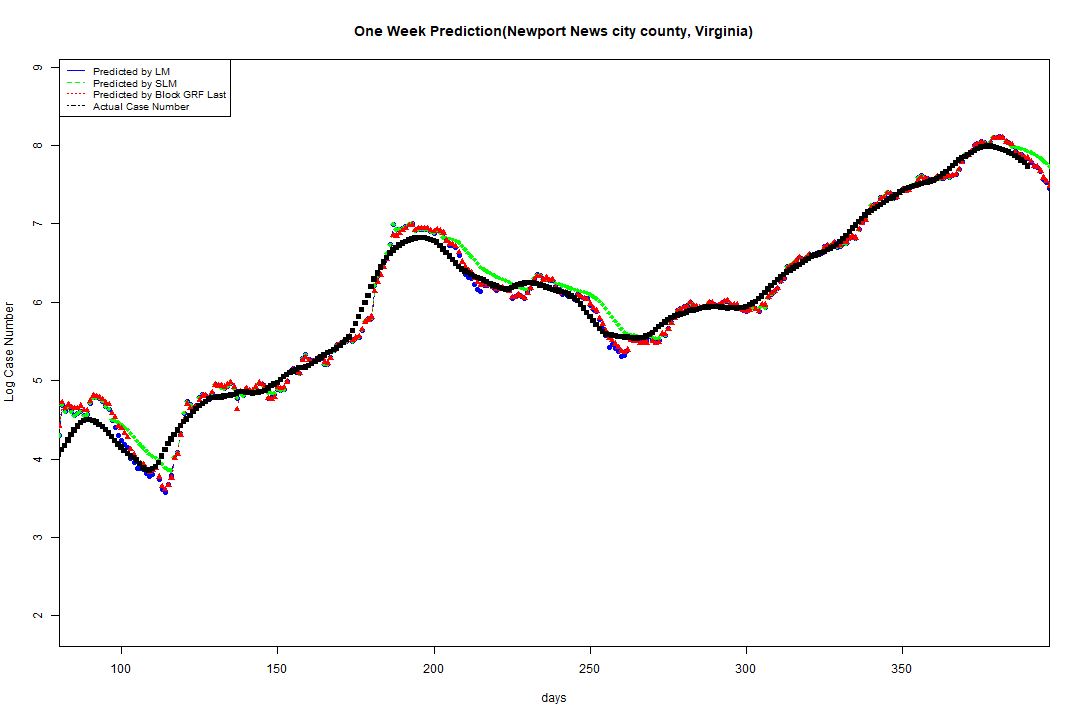 One Week Prediction(Newport News city county, Virginia)
Predicted by LM
Predicted by SLM
Predicted by Block GRF Last
Actual Case Number
9
8
7
6
5
4
3
2
Log Case Number
100 150 200 250 300 350
days